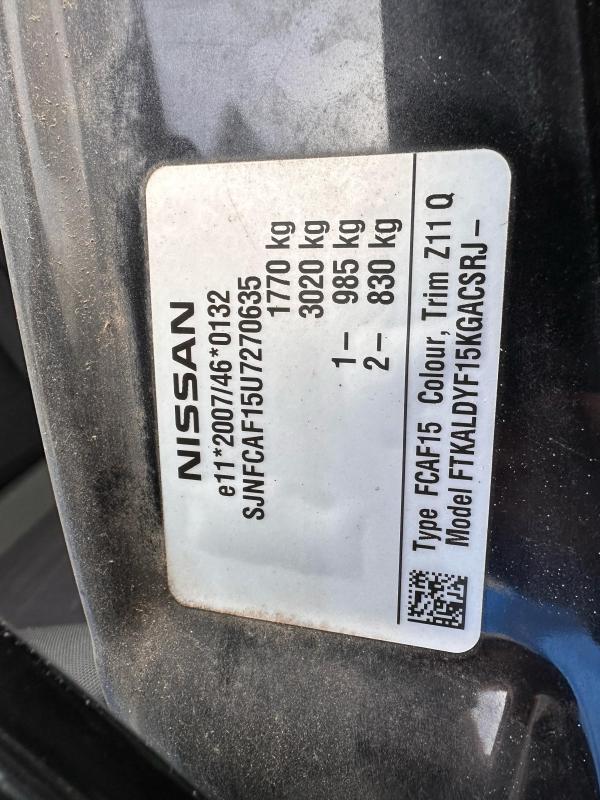 NISSAN
e11*2007/46*0132
SJNFCAF15U7270635
1770 kg
3020 kg
1– 985 kg
2– 830 kg
Type FCAF15 Colour, Trim Z11 Q
Model FTKALDYF15KGACSRJ–